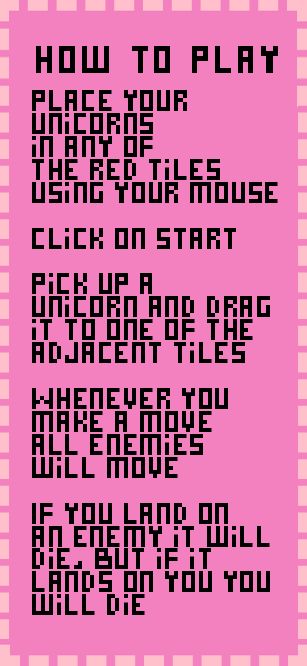 HOW TO PLAY
PLACE YOUR
UNiCORNS
iN ANY OF
THE RED TiLES
USiNG YOUR MOUSE
CLiCK ON START
PiCK UP A
UNiCORN AND DRAG
iT TO ONE OF THE
ADJACENT TiLES
WHENEVER YOU
MAKE A MOVE
ALL ENEMiES
WiLL MOVE
IF YOU LAND ON
AN ENEMY iT WiLL
DiE, BUT iF iT
LANDS ON YOU YOU
WiLL DiE